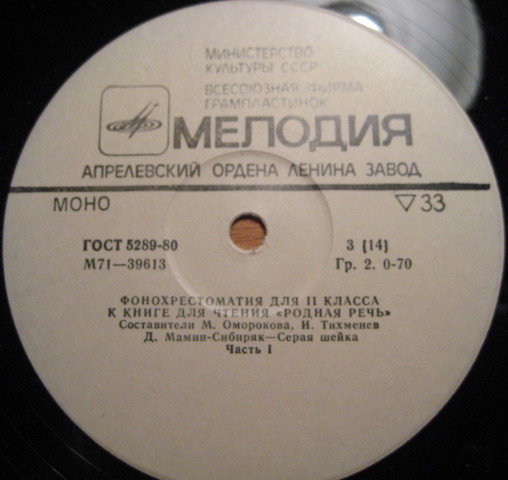 МИНИСТЕРСТВО
КУЛЬТУРЫ СССР
ВСЕСОЮЗНАЯ ФИРМА
ГРАМПЛАСТИНОК
МЕЛОДИЯ
АПРЕЛЕВСКИЙ ОРДЕНА ЛЕНИНА ЗАВОД
МОНО ▽33
ГОСТ 5289-80 3 (14)
М71—39613 Гр. 2. 0-70
ФОНОХРЕСТОМАТИЯ ДЛЯ II КЛАССА
К КНИГЕ ДЛЯ ЧТЕНИЯ «РОДНАЯ РЕЧЬ»
Составители М. Оморокова, И. Тихменев
Д. Мамин-Сибиряк—Серая шейка
Часть I